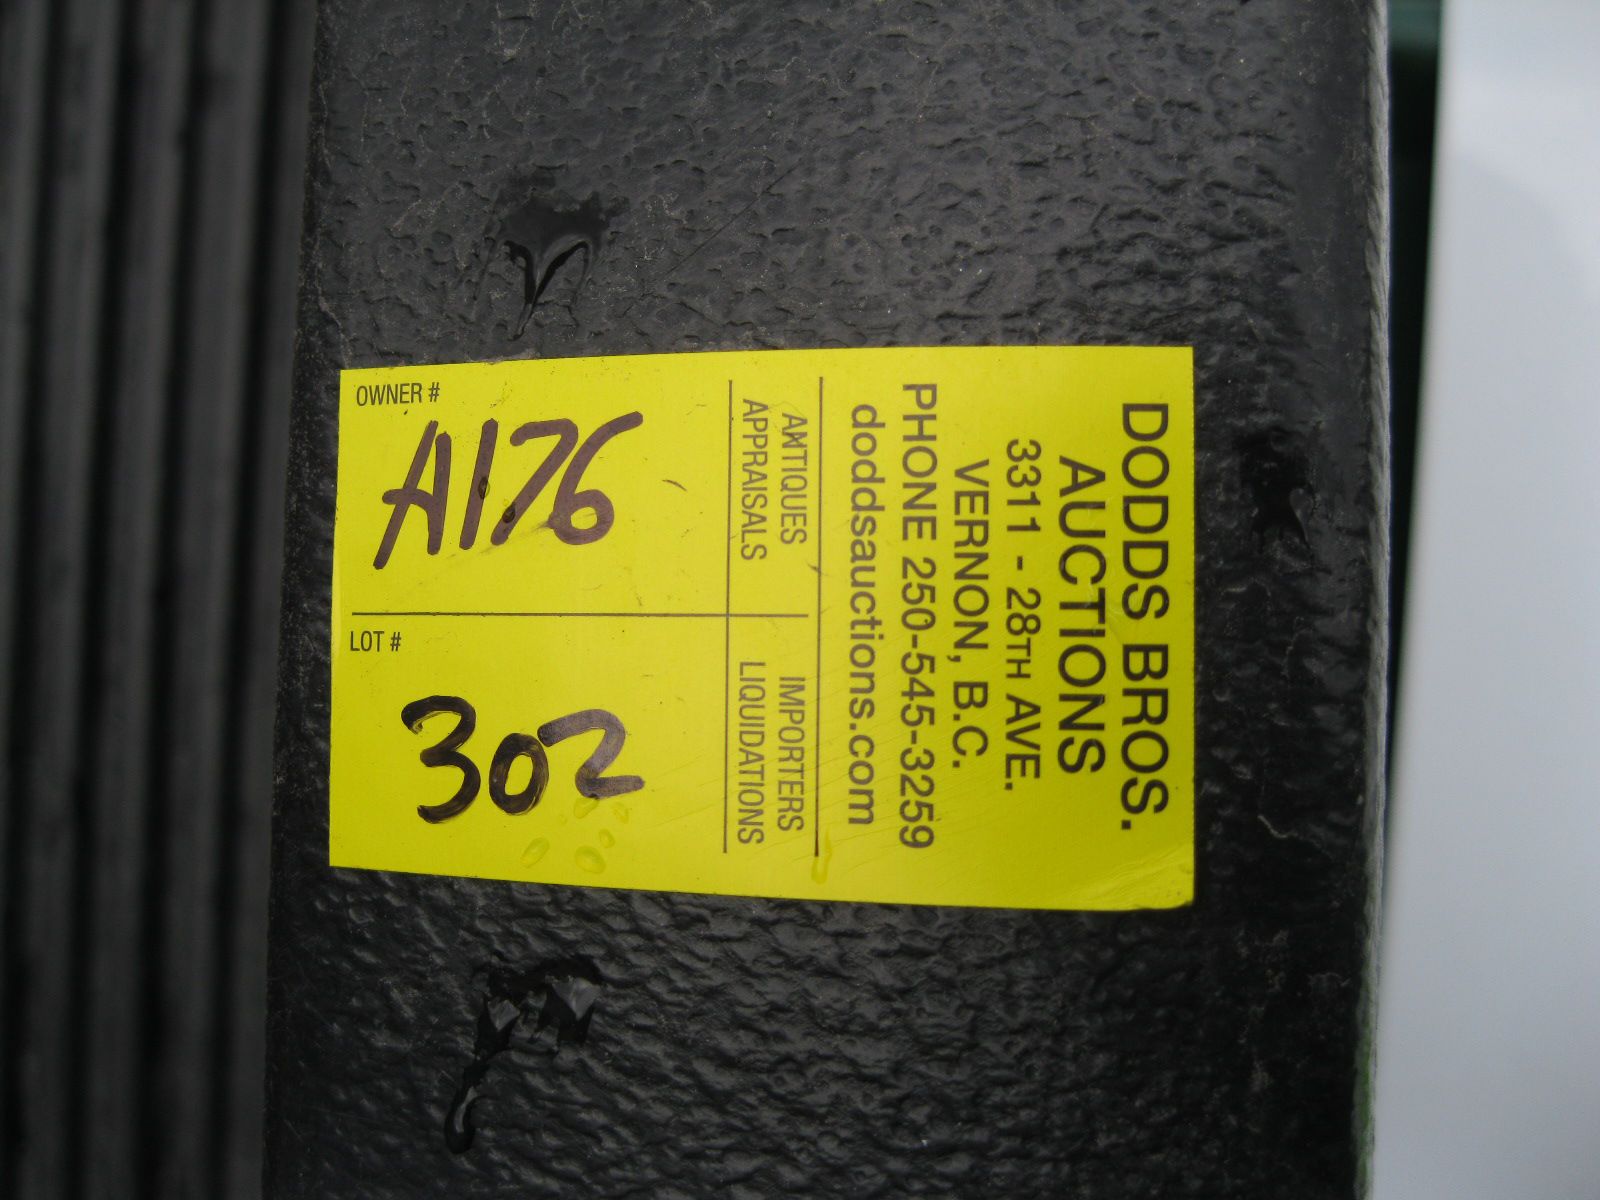 DODDS BROS.
AUCTIONS
3311 - 28TH AVE.
VERNON, B.C.
PHONE 250-545-3259
doddsauctions.com
ANTIQUES IMPORTERS
APPRAISALS LIQUIDATIONS
OWNER #
A176
LOT #
302